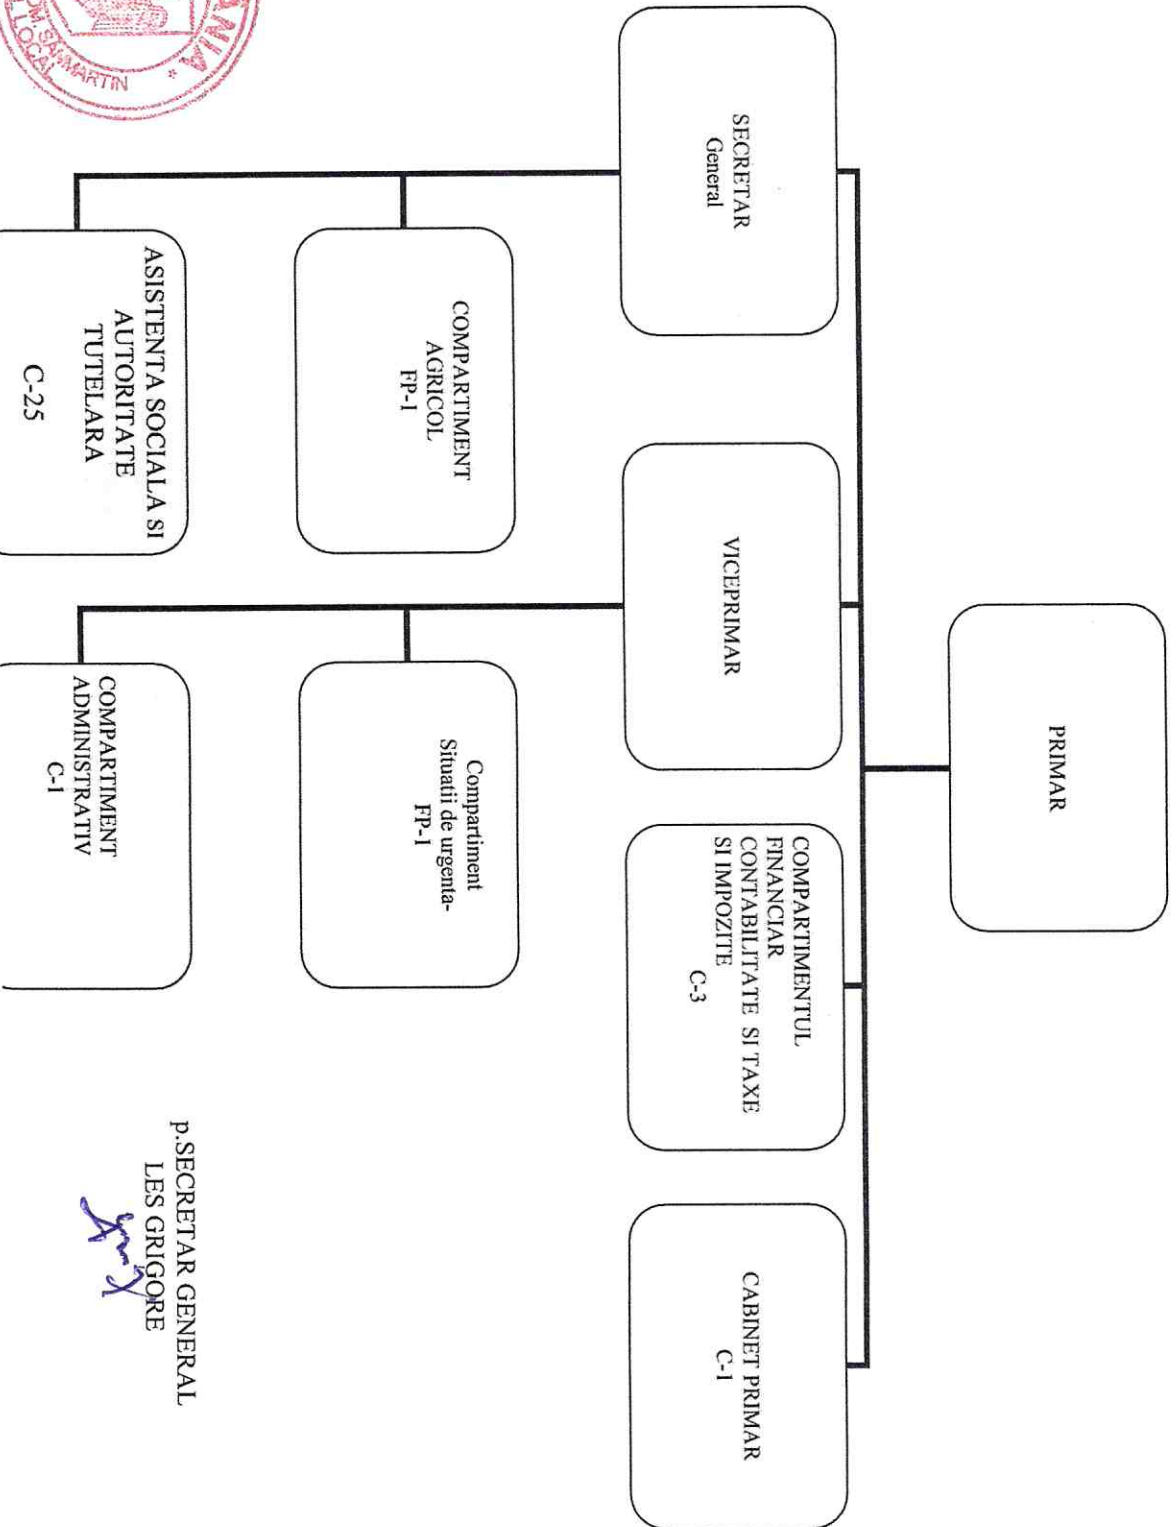 PRIMAR
SECRETAR
General
VICEPRIMAR
COMPARTIMENTUL
FINANCIAR
CONTABILITATE SI TAXE
SI IMPOZITE
C-3
CABINET PRIMAR
C-1
COMPARTIMENT
AGRICOL
FP-1
Compartiment
Situatii de urgenta-
FP-1
ASISTENTA SOCIALA SI
AUTORITATE
TUTELARA
C-25
COMPARTIMENT
ADMINISTRATIV
C-1
p.SECRETAR GENERAL
LES GRIGORE
SANMARTIN
LOCAL